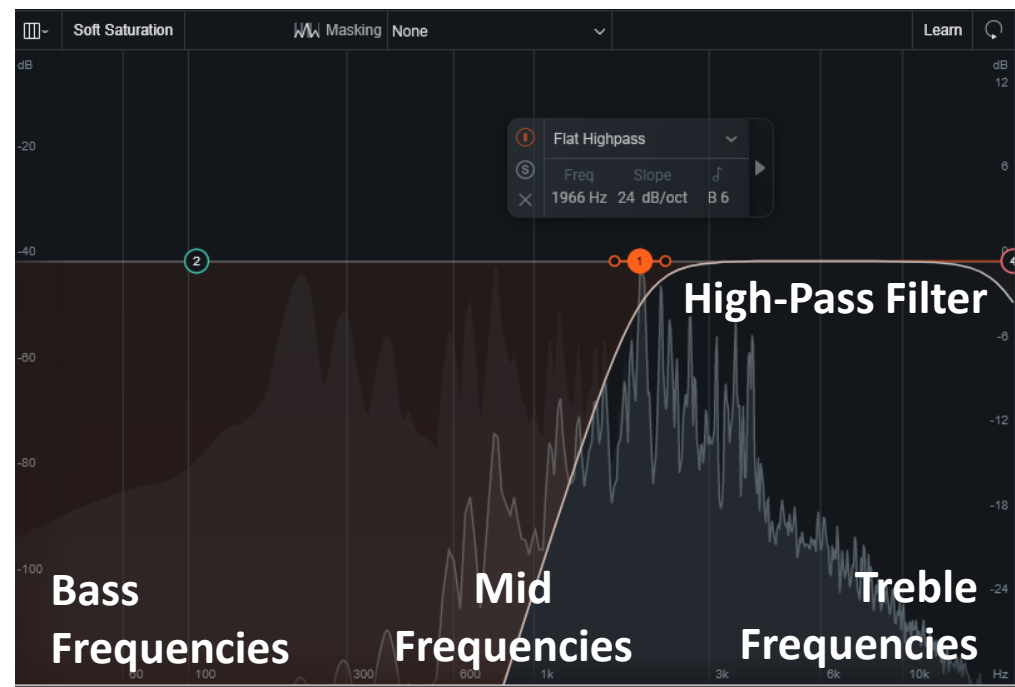 Soft Saturation
Masking None
Learn
dB
dB
12
-20
Flat Highpass
S
6
Freq Slope
1966 Hz 24 dB/oct B 6
-40
2
1
4
High-Pass Filter
-6
-60
-12
-80
-18
-100
-24
Bass
Frequencies
Mid
Frequencies
Treble
Frequencies
100 300 600 1k 3k 6k 10k Hz